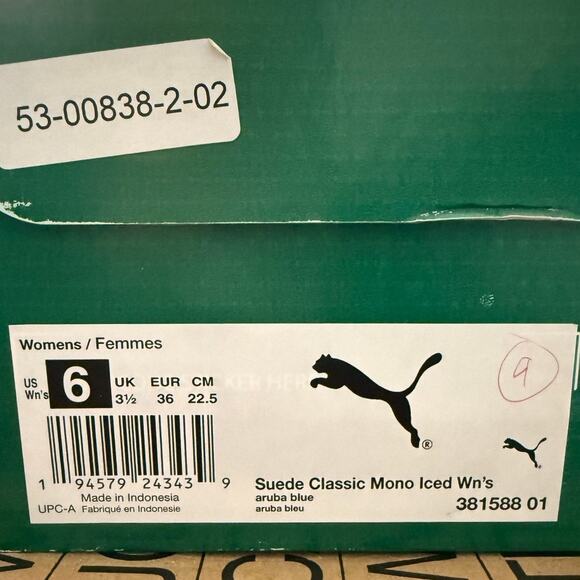 53-00838-2-02
Womens / Femmes
US Wn's 6 UK 3½ EUR 36 CM 22.5
9
®
®
1 94579 24343 9
Made in Indonesia
UPC-A Fabriqué en Indonesie
Suede Classic Mono Iced Wn's
aruba blue
aruba bleu
381588 01